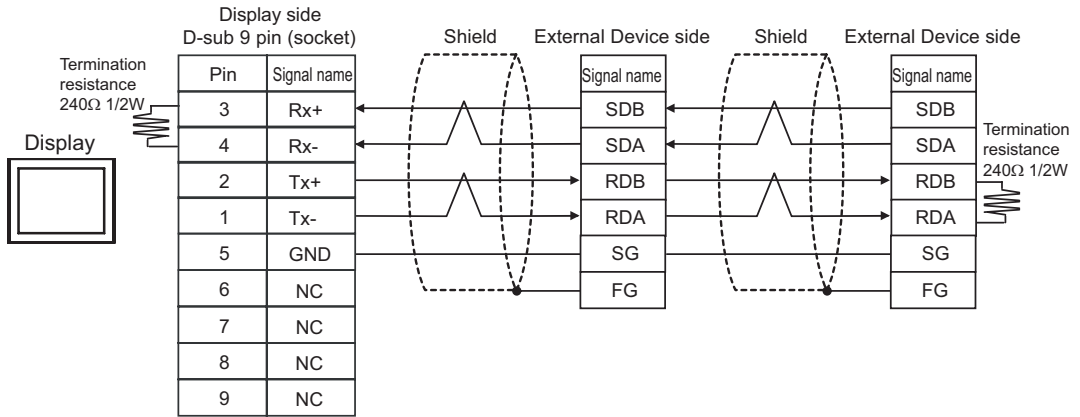 Display side
D-sub 9 pin (socket)
Shield
External Device side
Shield
External Device side
Termination
resistance
240Ω 1/2W
Display
Pin Signal name
3 Rx+
4 Rx-
2 Tx+
1 Tx-
5 GND
6 NC
7 NC
8 NC
9 NC
Signal name
SDB
SDA
RDB
RDA
SG
FG
Signal name
SDB
SDA
RDB
RDA
SG
FG
Termination
resistance
240Ω 1/2W